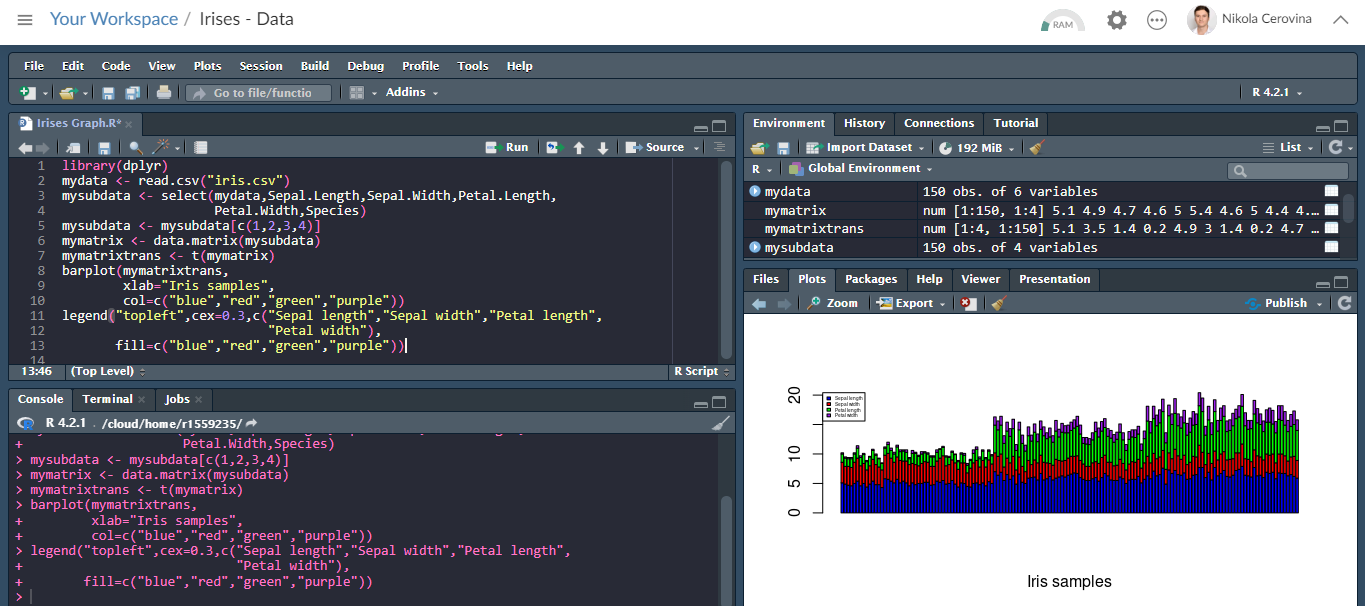 Your Workspace / Irises - Data
RAM
Nikola Cerovina
File Edit Code View Plots Session Build Debug Profile Tools Help
Go to file/functio
Addins
R 4.2.1
Irises Graph.R*
Run
Source
1 library(dplyr)
2 mydata <- read.csv("iris.csv")
3 mysubdata <- select(mydata,Sepal.Length,Sepal.Width,Petal.Length,
4 Petal.Width,Species)
5 mysubdata <- mysubdata[c(1,2,3,4)]
6 mymatrix <- data.matrix(mysubdata)
7 mymatrixtrans <- t(mymatrix)
8 barplot(mymatrixtrans,
9 xlab="Iris samples",
10 col=c("blue","red","green","purple"))
11 legend("topleft",cex=0.3,c("Sepal length","Sepal width","Petal length",
12 "Petal width"),
13 fill=c("blue","red","green","purple"))
14
13:46 (Top Level) R Script
Console Terminal Jobs
R 4.2.1 . /cloud/home/r1559235/
+ Petal.Width,Species)
> mysubdata <- mysubdata[c(1,2,3,4)]
> mymatrix <- data.matrix(mysubdata)
> mymatrixtrans <- t(mymatrix)
> barplot(mymatrixtrans,
+ xlab="Iris samples",
+ col=c("blue","red","green","purple"))
> legend("topleft",cex=0.3,c("Sepal length","Sepal width","Petal length",
+ "Petal width"),
+ fill=c("blue","red","green","purple"))
>
Environment History Connections Tutorial
Import Dataset 192 MiB List
R Global Environment
mydata 150 obs. of 6 variables
mymatrix num [1:150, 1:4] 5.1 4.9 4.7 4.6 5 5.4 4.6 5 4.4 4...
mymatrixtrans num [1:4, 1:150] 5.1 3.5 1.4 0.2 4.9 3 1.4 0.2 4.7 ...
mysubdata 150 obs. of 4 variables
Files Plots Packages Help Viewer Presentation
Zoom Export Publish
20
10
5
0
Sepal length
Sepal width
Petal length
Petal width
Iris samples